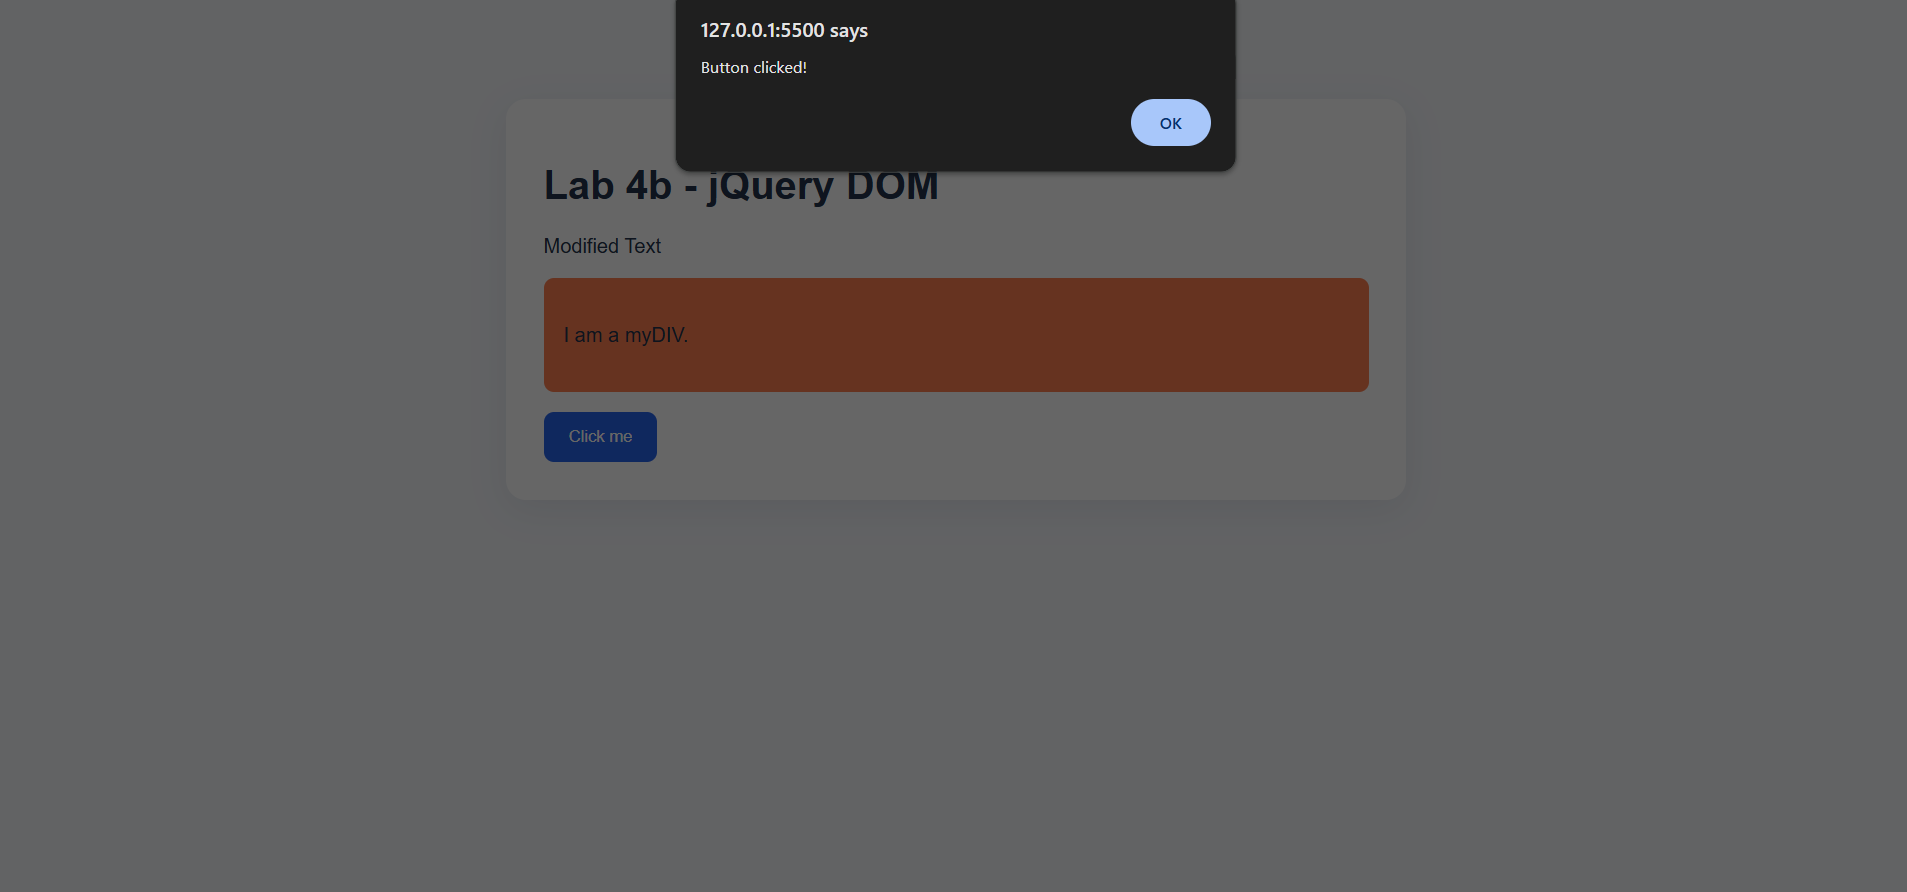 127.0.0.1:5500 says
Button clicked!
OK
Lab 4b - jQuery DOM
Modified Text
I am a myDIV.
Click me